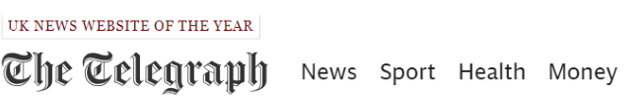 UK NEWS WEBSITE OF THE YEAR
The Telegraph News Sport Health Money